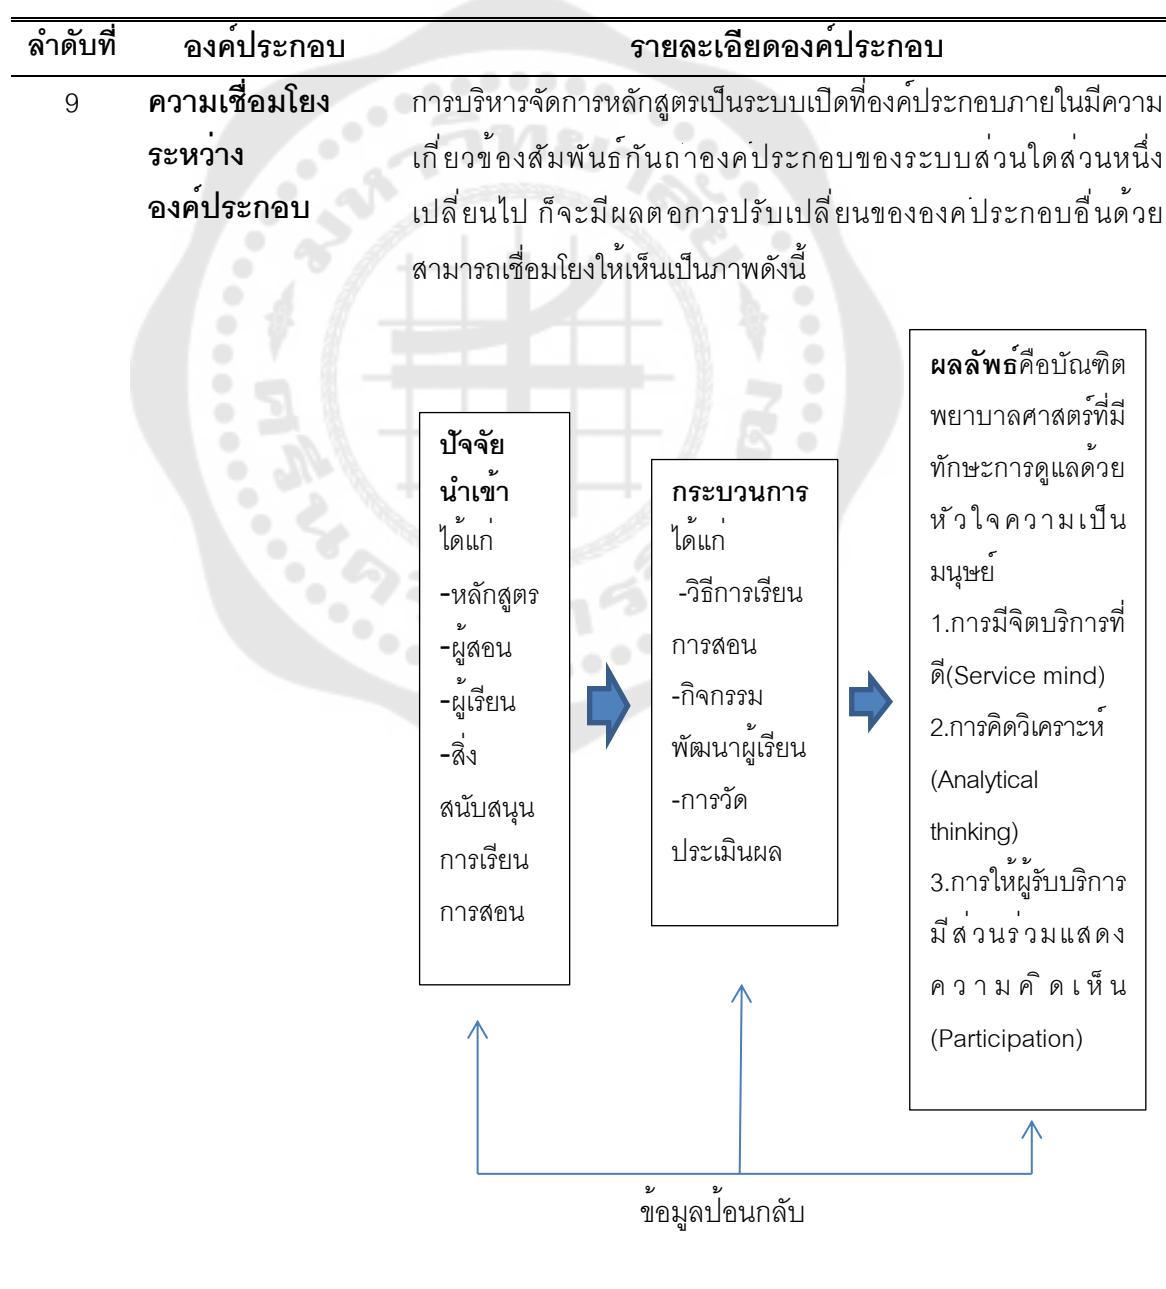 ลำดับที่ องค์ประกอบ รายละเอียดองค์ประกอบ
9 ความเชื่อมโยง การบริหารจัดการหลักสูตรเป็นระบบเปิดที่องค์ประกอบภายในมีความ
ระหว่าง เกี่ยวข้องสัมพันธ์กันถ้าองค์ประกอบของระบบส่วนใดส่วนหนึ่ง
องค์ประกอบ เปลี่ยนไป ก็จะมีผลต่อการปรับเปลี่ยนขององค์ประกอบอื่นด้วย
สามารถเชื่อมโยงให้เห็นเป็นภาพดังนี้
ปัจจัย
นำเข้า
ได้แก่
-หลักสูตร
-ผู้สอน
-ผู้เรียน
-สิ่ง
สนับสนุน
การเรียน
การสอน
กระบวนการ
ได้แก่
-วิธีการเรียน
การสอน
-กิจกรรม
พัฒนาผู้เรียน
-การวัด
ประเมินผล
ผลลัพธ์คือบัณฑิต
พยาบาลศาสตร์ที่มี
ทักษะการดูแลด้วย
หัวใจความเป็น
มนุษย์
1.การมีจิตบริการที่
ดี(Service mind)
2.การคิดวิเคราะห์
(Analytical
thinking)
3.การให้ผู้รับบริการ
มีส่วนร่วมแสดง
ความคิดเห็น
(Participation)
ข้อมูลป้อนกลับ
มหาวิทยาลัย
ศรีนครินทรวิโรฒ